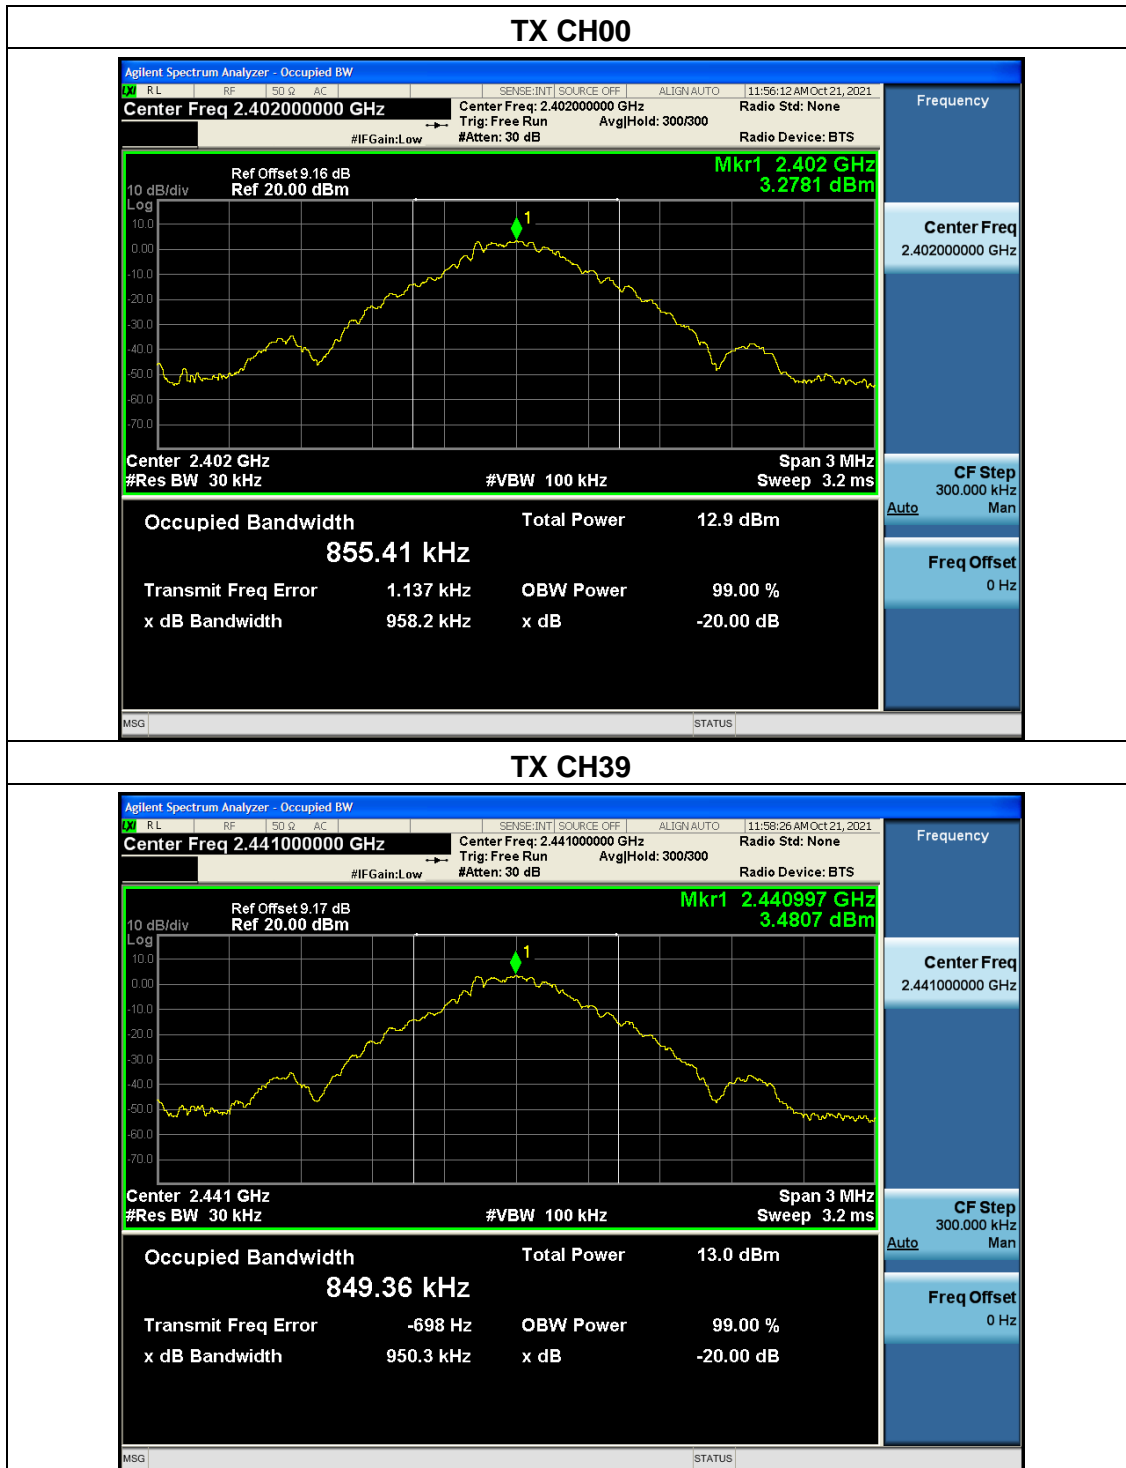 TX CH00
Agilent Spectrum Analyzer - Occupied BW
LXI RL RF 50 Ω AC SENSE:INT SOURCE OFF ALIGN AUTO 11:56:12 AM Oct 21, 2021
Center Freq 2.402000000 GHz
Center Freq: 2.402000000 GHz Radio Std: None
Trig: Free Run Avg|Hold: 300/300
#IFGain:Low #Atten: 30 dB Radio Device: BTS
Frequency
Mkr1 2.402 GHz
3.2781 dBm
Ref Offset 9.16 dB
10 dB/div Ref 20.00 dBm
Log
10.0
0.00
-10.0
-20.0
-30.0
-40.0
-50.0
-60.0
-70.0
1
Center 2.402 GHz Span 3 MHz
#Res BW 30 kHz #VBW 100 kHz Sweep 3.2 ms
Center Freq
2.402000000 GHz
CF Step
300.000 kHz
Auto Man
Freq Offset
0 Hz
Occupied Bandwidth Total Power 12.9 dBm
855.41 kHz
Transmit Freq Error 1.137 kHz OBW Power 99.00 %
x dB Bandwidth 958.2 kHz x dB -20.00 dB
MSG STATUS
TX CH39
Agilent Spectrum Analyzer - Occupied BW
LXI RL RF 50 Ω AC SENSE:INT SOURCE OFF ALIGN AUTO 11:58:26 AM Oct 21, 2021
Center Freq 2.441000000 GHz
Center Freq: 2.441000000 GHz Radio Std: None
Trig: Free Run Avg|Hold: 300/300
#IFGain:Low #Atten: 30 dB Radio Device: BTS
Frequency
Mkr1 2.440997 GHz
3.4807 dBm
Ref Offset 9.17 dB
10 dB/div Ref 20.00 dBm
Log
10.0
0.00
-10.0
-20.0
-30.0
-40.0
-50.0
-60.0
-70.0
1
Center 2.441 GHz Span 3 MHz
#Res BW 30 kHz #VBW 100 kHz Sweep 3.2 ms
Center Freq
2.441000000 GHz
CF Step
300.000 kHz
Auto Man
Freq Offset
0 Hz
Occupied Bandwidth Total Power 13.0 dBm
849.36 kHz
Transmit Freq Error -698 Hz OBW Power 99.00 %
x dB Bandwidth 950.3 kHz x dB -20.00 dB
MSG STATUS